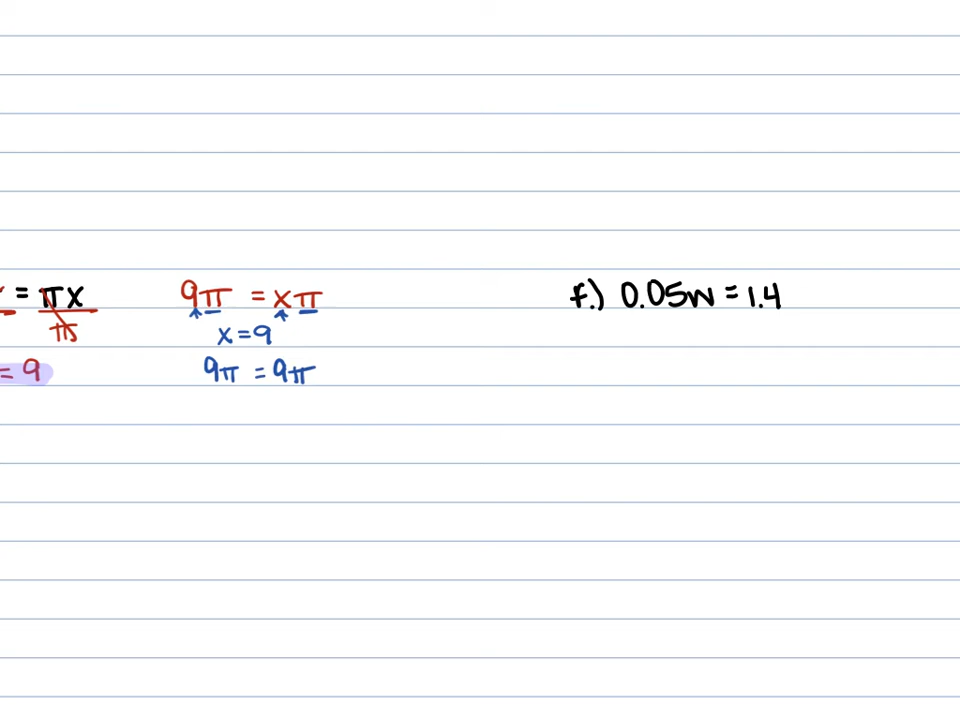 = πx
π
= 9
9π = xπ
x = 9
9π = 9π
f.) 0.05w = 1.4